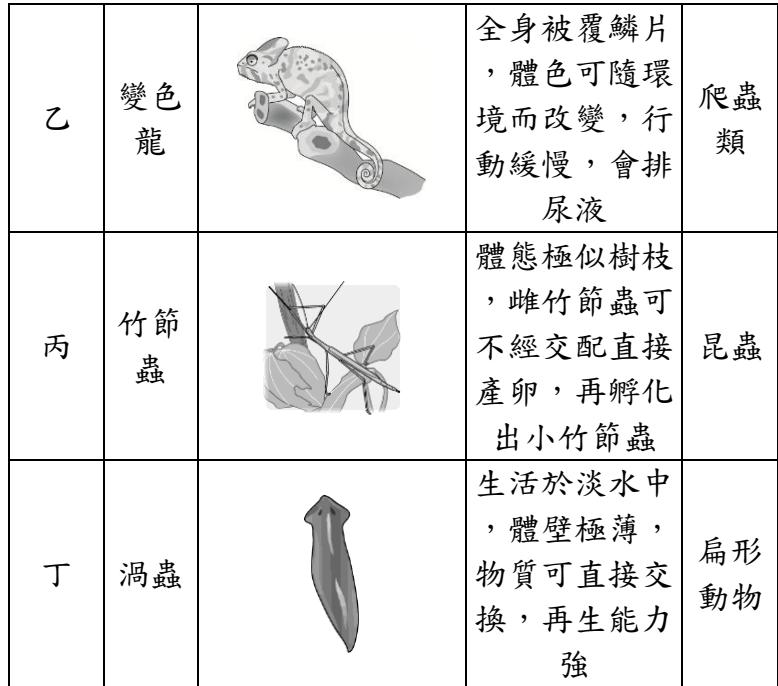 乙
變色
龍
全身被覆鱗片
，體色可隨環
境而改變，行
動緩慢，會排
尿液
爬蟲
類
丙
竹節
蟲
體態極似樹枝
，雌竹節蟲可
不經交配直接
產卵，再孵化
出小竹節蟲
昆蟲
丁
渦蟲
生活於淡水中
，體壁極薄，
物質可直接交
換，再生能力
強
扁形
動物